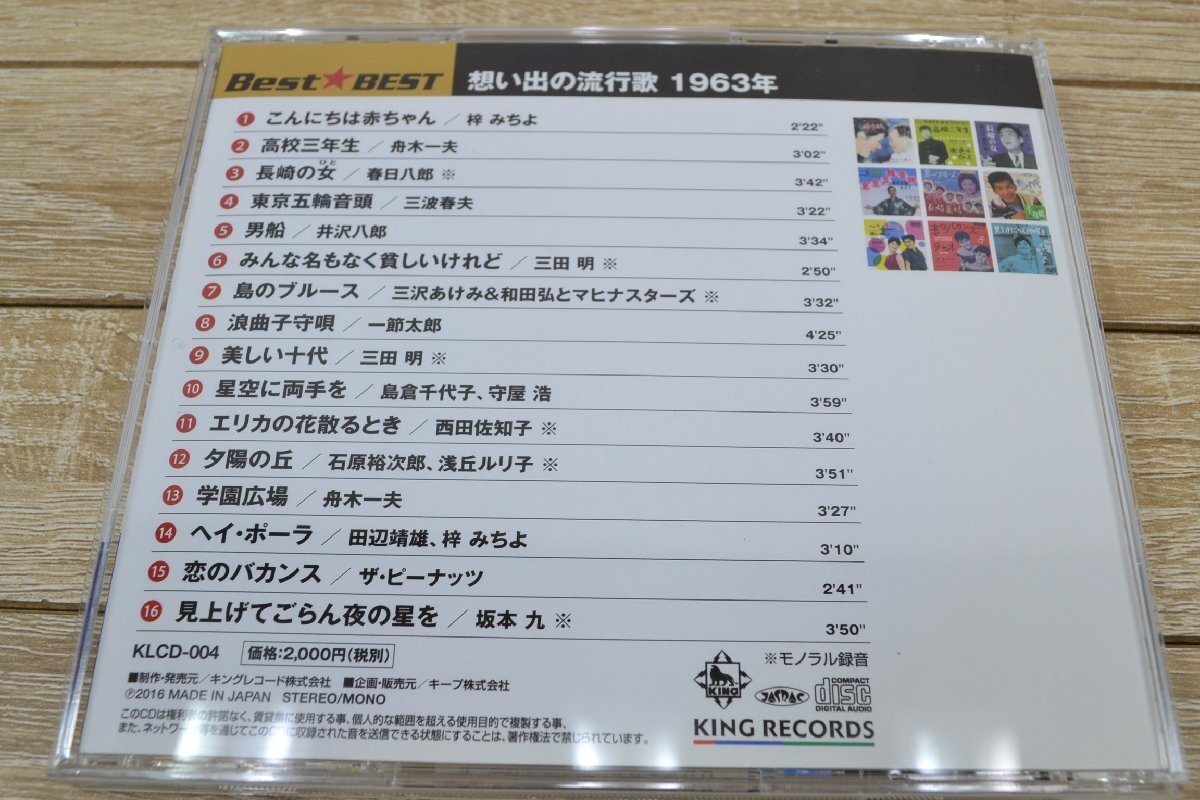 Best★BEST 想い出の流行歌 1963年
1 こんにちは赤ちゃん ／ 梓 みちよ 2'22"
2 高校三年生 ／ 舟木一夫 3'02"
3 長崎の女 ／ 春日八郎 ※ 3'42"
ひと
4 東京五輪音頭 ／ 三波春夫 3'22"
5 男船 ／ 井沢八郎 3'34"
6 みんな名もなく貧しいけれど ／ 三田 明 ※ 2'50"
7 島のブルース ／ 三沢あけみ&和田弘とマヒナスターズ ※ 3'32"
8 浪曲子守唄 ／ 一節太郎 4'25"
9 美しい十代 ／ 三田 明 ※ 3'30"
10 星空に両手を ／ 島倉千代子、守屋 浩 3'59"
11 エリカの花散るとき ／ 西田佐知子 ※ 3'40"
12 夕陽の丘 ／ 石原裕次郎、浅丘ルリ子 ※ 3'51"
13 学園広場 ／ 舟木一夫 3'27"
14 ヘイ・ポーラ ／ 田辺靖雄、梓 みちよ 3'10"
15 恋のバカンス ／ ザ・ピーナッツ 2'41"
16 見上げてごらん夜の星を ／ 坂本 九 ※ 3'50"
KLCD-004 価格:2,000円(税別)
■制作・発売元／キングレコード株式会社 ■企画・販売元／キープ株式会社
℗2016 MADE IN JAPAN STEREO/MONO
このCDは権利者の許諾なく、賃貸業に使用する事、個人的な範囲を超える使用目的で複製する事、
また、ネットワーク等を通じてこのCDに収録された音を送信できる状態にすることは、著作権法で禁じられています。
※モノラル録音
KING
JASRAC
COMPACT
disc
DIGITAL AUDIO
KING RECORDS
高校三年生
長崎の女